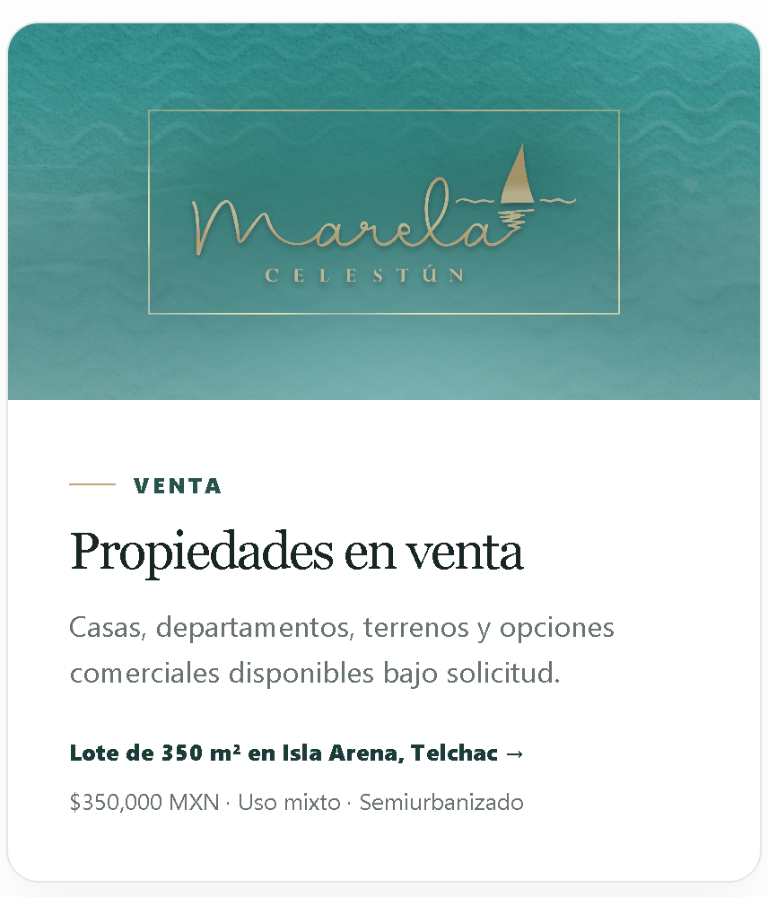 Marela
CELESTÚN
VENTA
Propiedades en venta
Casas, departamentos, terrenos y opciones
comerciales disponibles bajo solicitud.
Lote de 350 m² en Isla Arena, Telchac →
$350,000 MXN · Uso mixto · Semiurbanizado